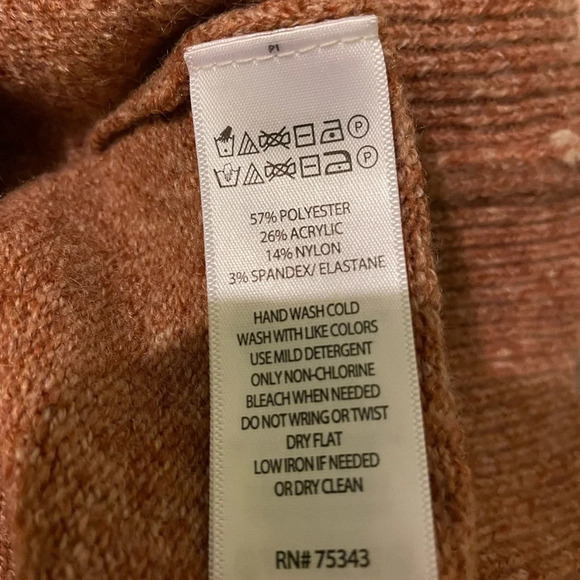 P1
P
P
57% POLYESTER
26% ACRYLIC
14% NYLON
3% SPANDEX/ ELASTANE
HAND WASH COLD
WASH WITH LIKE COLORS
USE MILD DETERGENT
ONLY NON-CHLORINE
BLEACH WHEN NEEDED
DO NOT WRING OR TWIST
DRY FLAT
LOW IRON IF NEEDED
OR DRY CLEAN
RN# 75343